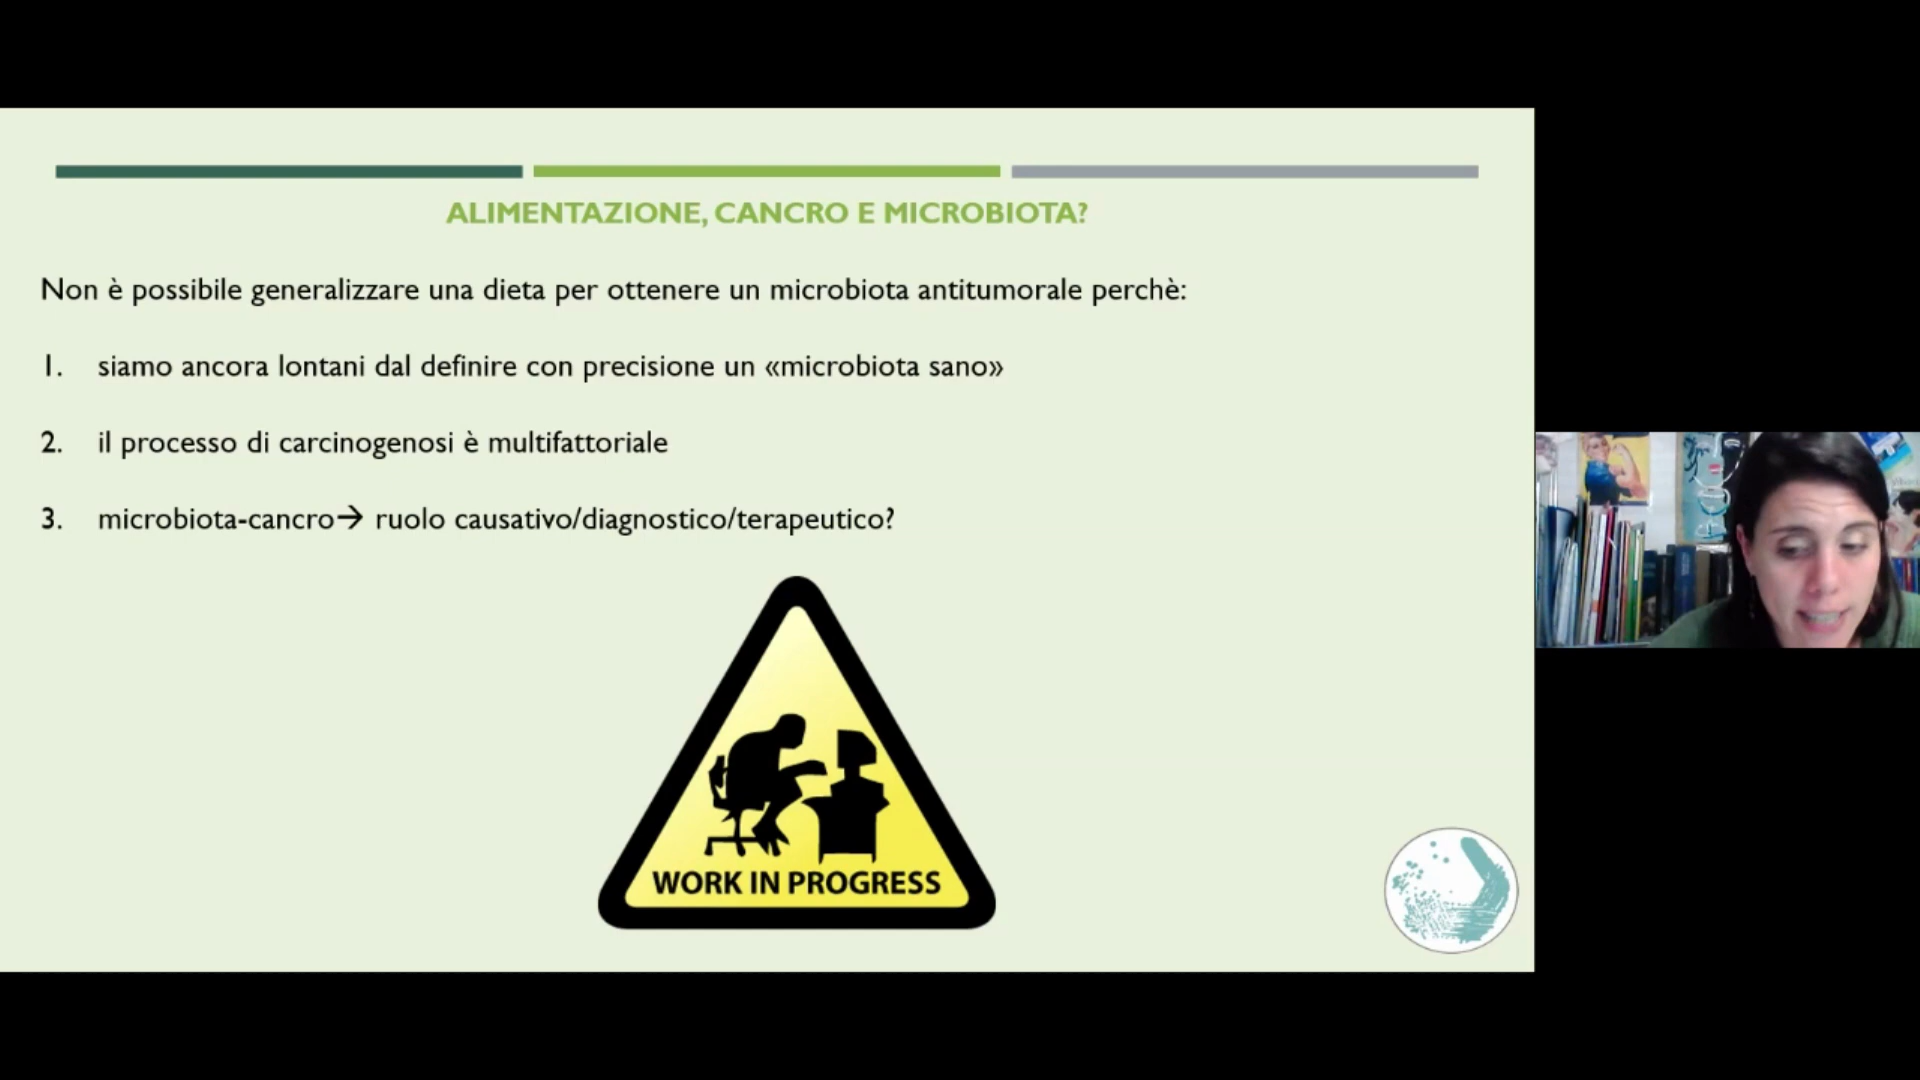 ALIMENTAZIONE, CANCRO E MICROBIOTA?
Non è possibile generalizzare una dieta per ottenere un microbiota antitumorale perchè:
1. siamo ancora lontani dal definire con precisione un «microbiota sano»
2. il processo di carcinogenosi è multifattoriale
3. microbiota-cancro→ ruolo causativo/diagnostico/terapeutico?
WORK IN PROGRESS